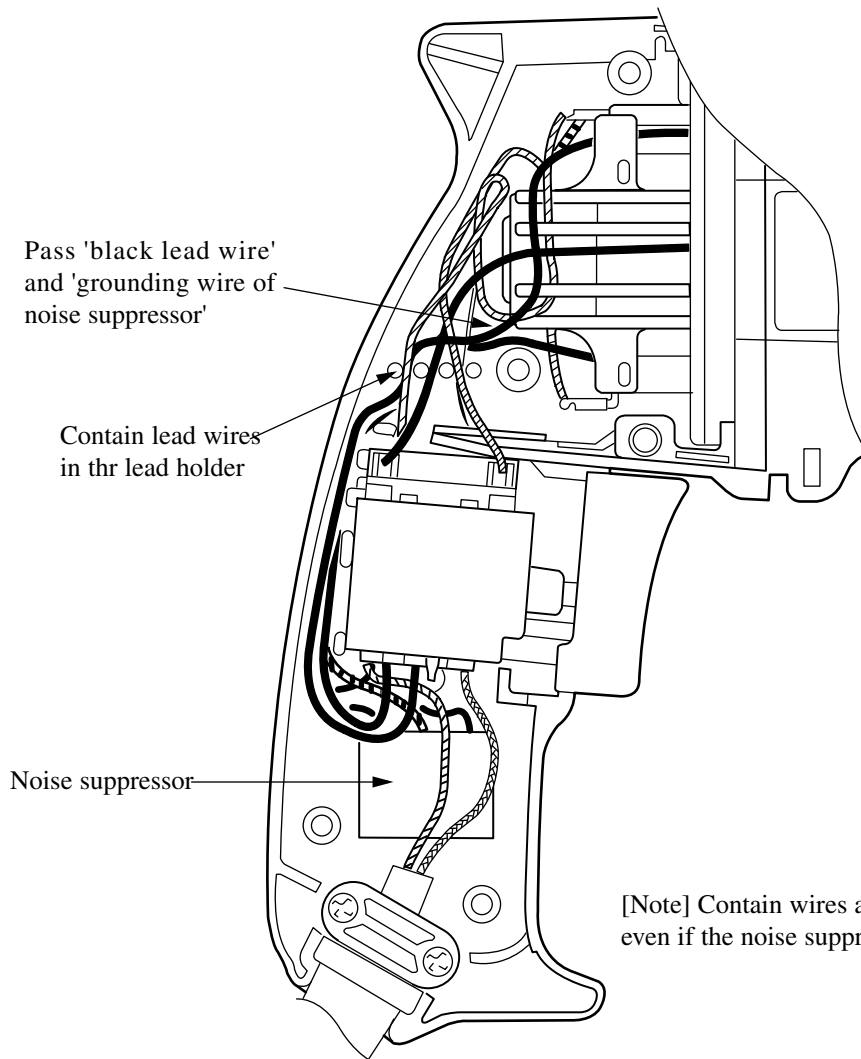 Pass 'black lead wire'
and 'grounding wire of
noise suppressor'
Contain lead wires
in thr lead holder
Noise suppressor
[Note] Contain wires a
even if the noise suppr